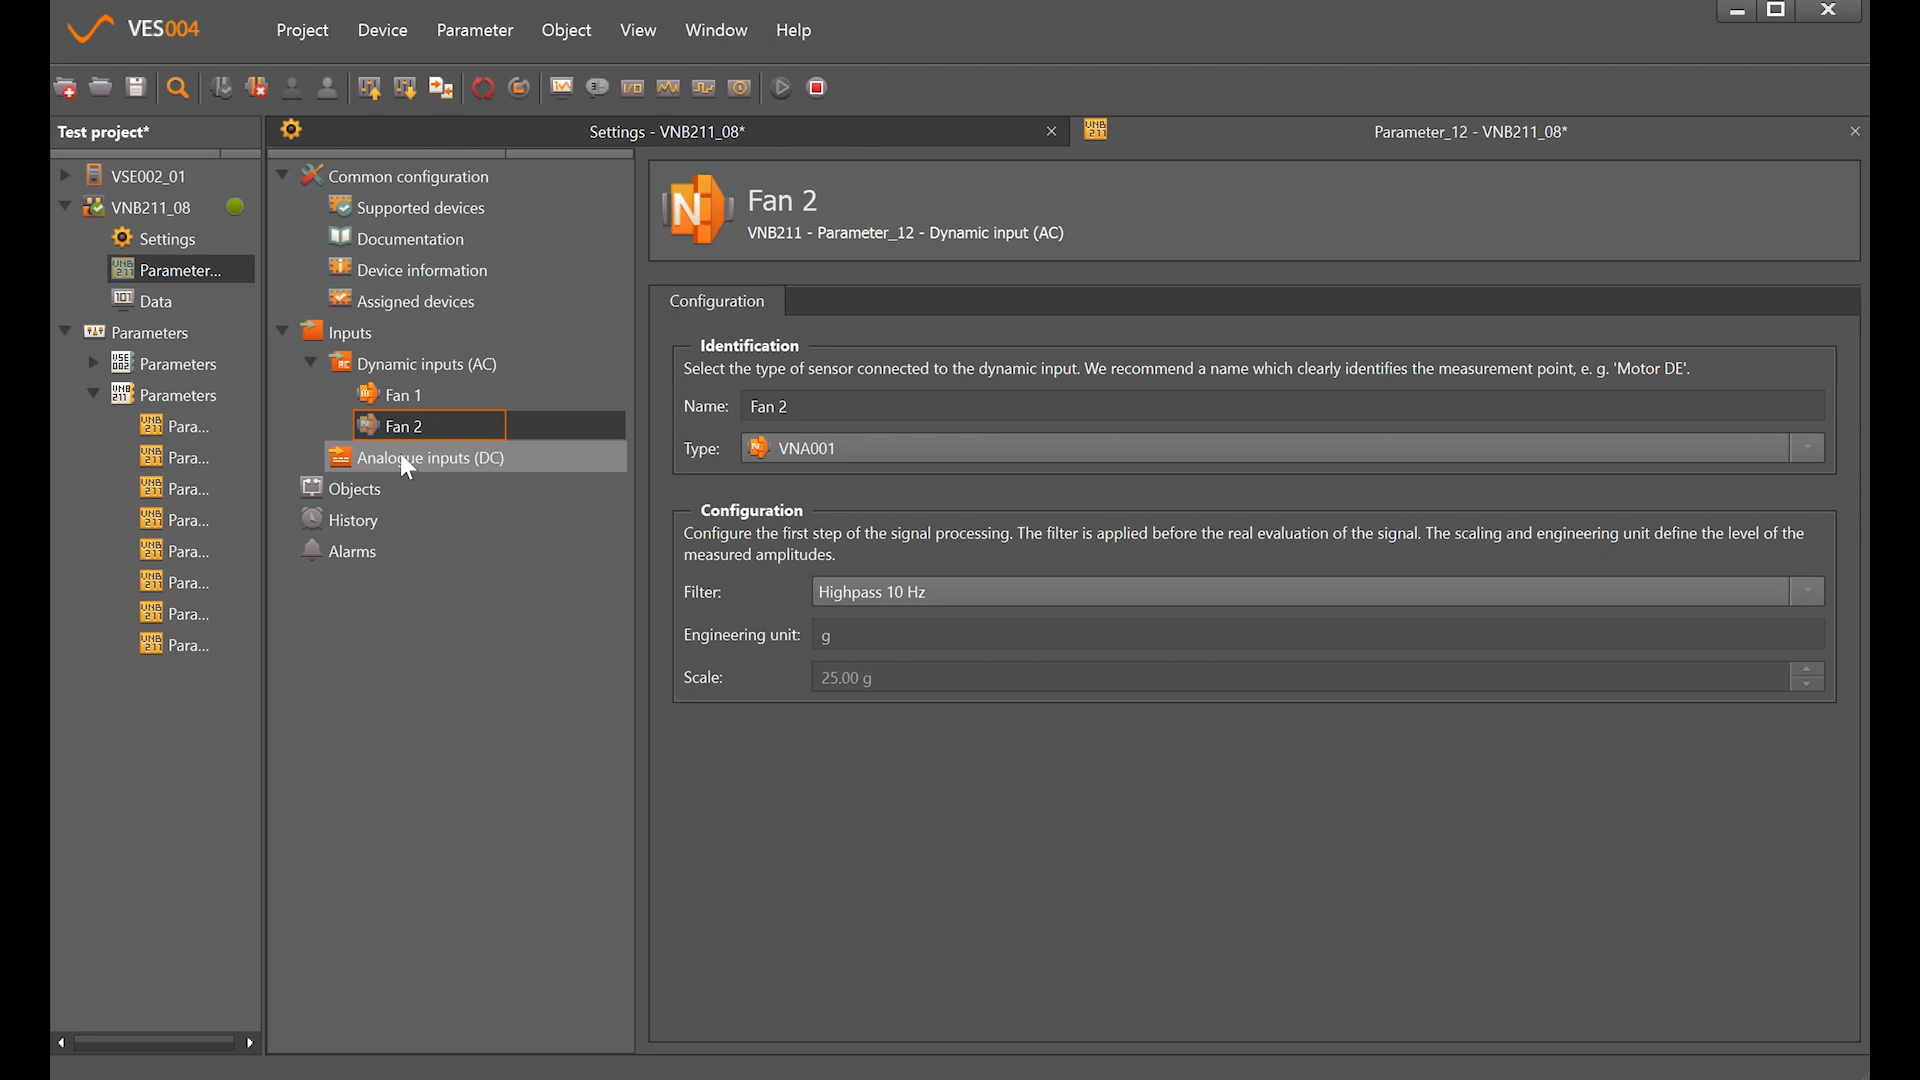 VES004
Project Device Parameter Object View Window Help
Test project*
Settings - VNB211_08*
Parameter_12 - VNB211_08*
VSE002_01
VNB211_08
Settings
Parameter...
Data
Parameters
Parameters
Parameters
Para...
Para...
Para...
Para...
Para...
Para...
Para...
Para...
Common configuration
Supported devices
Documentation
Device information
Assigned devices
Inputs
Dynamic inputs (AC)
Fan 1
Fan 2
Analogue inputs (DC)
Objects
History
Alarms
Fan 2
VNB211 - Parameter_12 - Dynamic input (AC)
Configuration
Identification
Select the type of sensor connected to the dynamic input. We recommend a name which clearly identifies the measurement point, e. g. 'Motor DE'.
Name: Fan 2
Type: VNA001
Configuration
Configure the first step of the signal processing. The filter is applied before the real evaluation of the signal. The scaling and engineering unit define the level of the
measured amplitudes.
Filter: Highpass 10 Hz
Engineering unit: g
Scale: 25.00 g